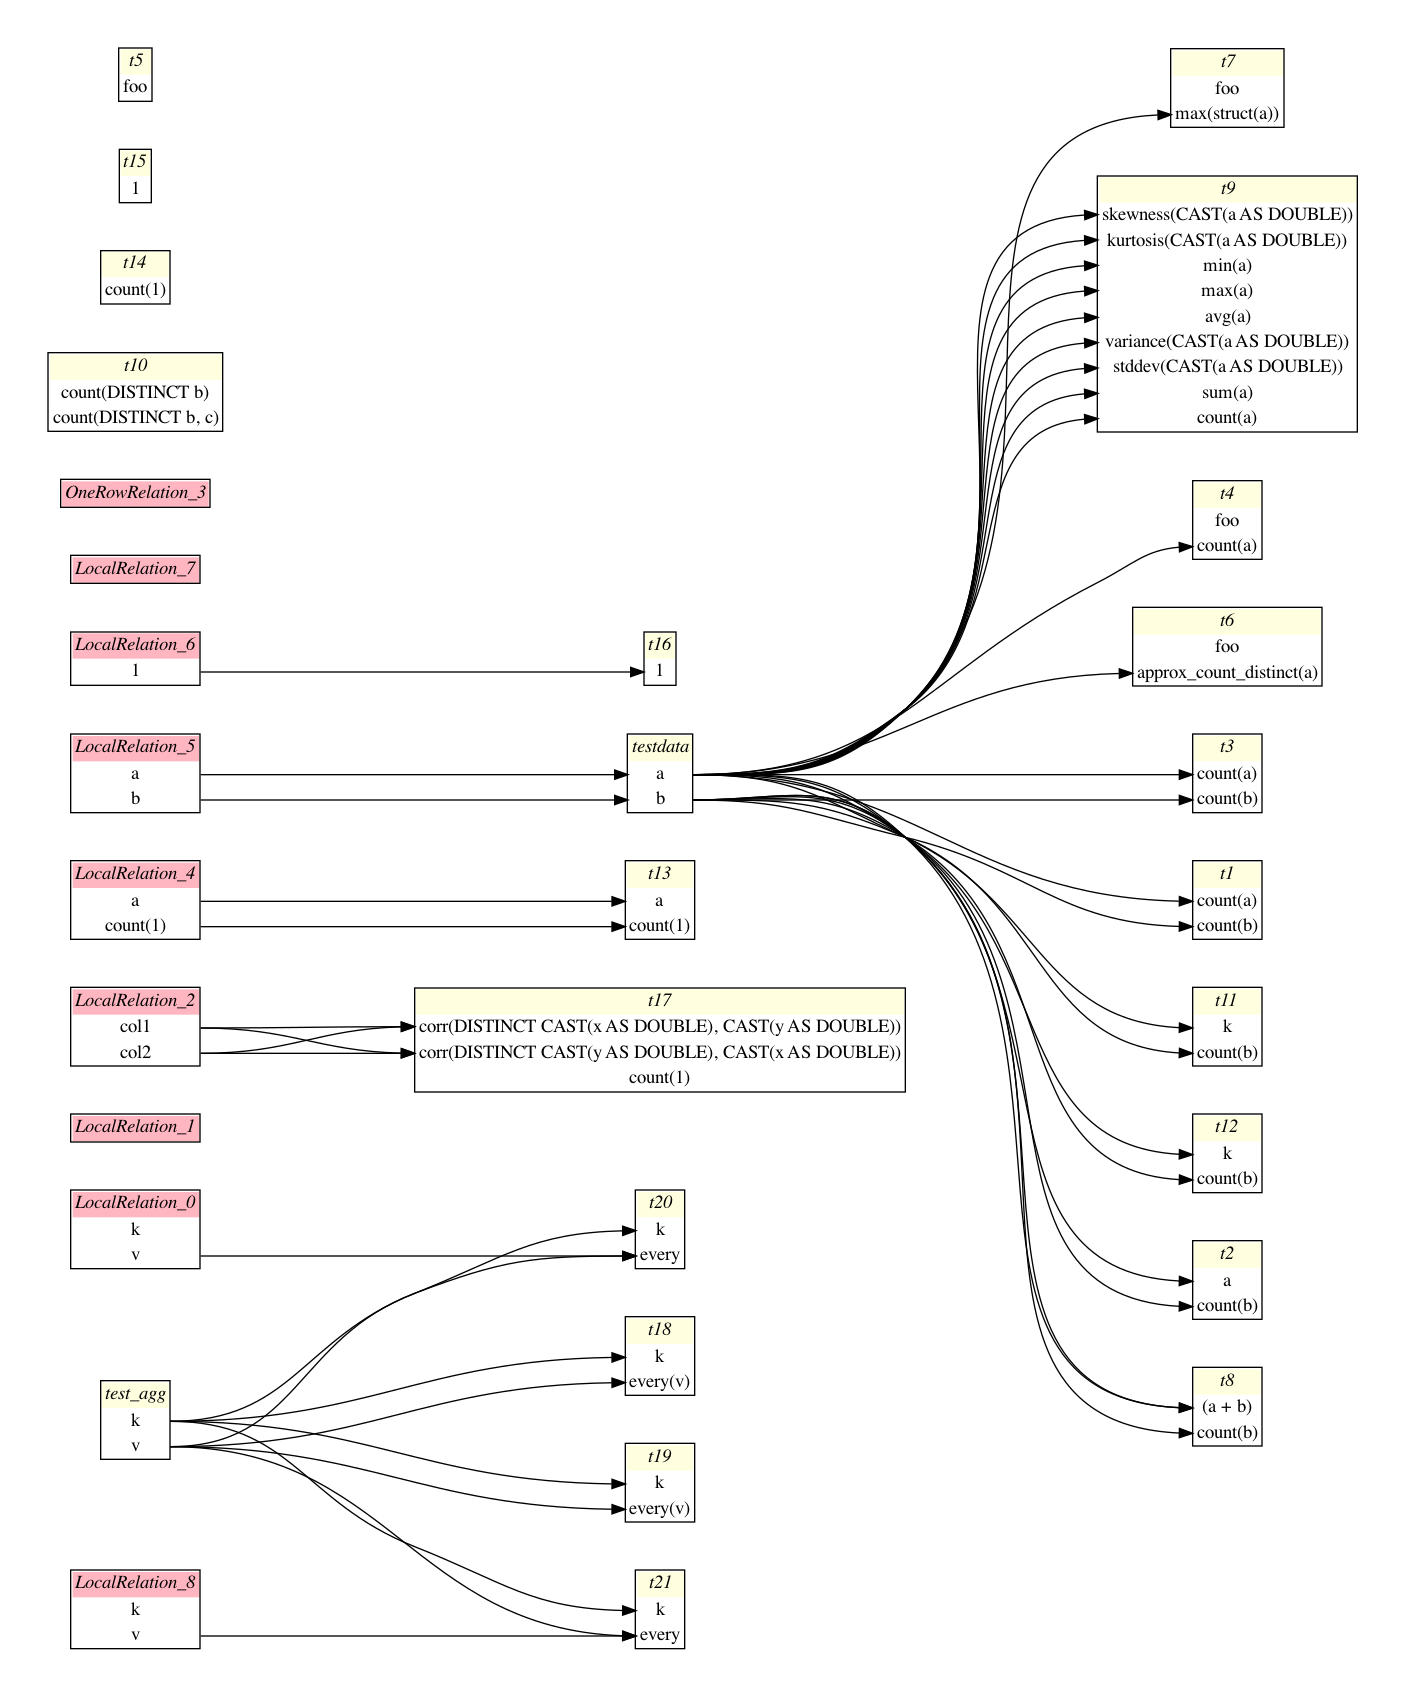 t5
foo
t15
1
t14
count(1)
t10
count(DISTINCT b)
count(DISTINCT b, c)
OneRowRelation_3
LocalRelation_7
LocalRelation_6
1
LocalRelation_5
a
b
LocalRelation_4
a
count(1)
LocalRelation_2
col1
col2
LocalRelation_1
LocalRelation_0
k
v
test_agg
k
v
LocalRelation_8
k
v
t16
1
testdata
a
b
t13
a
count(1)
t17
corr(DISTINCT CAST(x AS DOUBLE), CAST(y AS DOUBLE))
corr(DISTINCT CAST(y AS DOUBLE), CAST(x AS DOUBLE))
count(1)
t20
k
every
t18
k
every(v)
t19
k
every(v)
t21
k
every
t7
foo
max(struct(a))
t9
skewness(CAST(a AS DOUBLE))
kurtosis(CAST(a AS DOUBLE))
min(a)
max(a)
avg(a)
variance(CAST(a AS DOUBLE))
stddev(CAST(a AS DOUBLE))
sum(a)
count(a)
t4
foo
count(a)
t6
foo
approx_count_distinct(a)
t3
count(a)
count(b)
t1
count(a)
count(b)
t11
k
count(b)
t12
k
count(b)
t2
a
count(b)
t8
(a + b)
count(b)